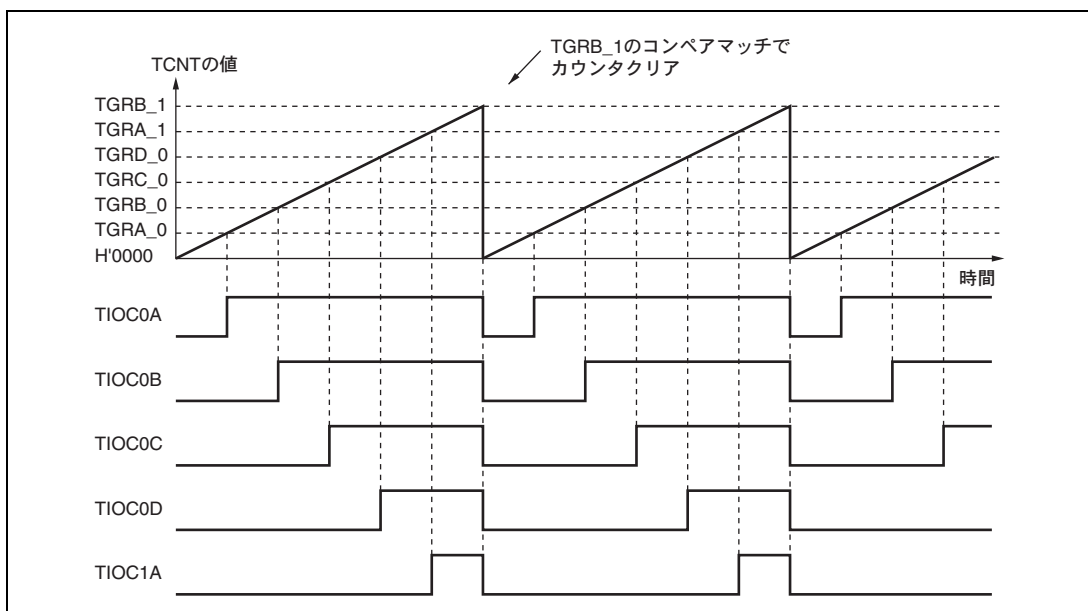 TGRB_1のコンペアマッチで
カウンタクリア
TCNTの値
TGRB_1
TGRA_1
TGRD_0
TGRC_0
TGRB_0
TGRA_0
H'0000
時間
TIOC0A
TIOC0B
TIOC0C
TIOC0D
TIOC1A